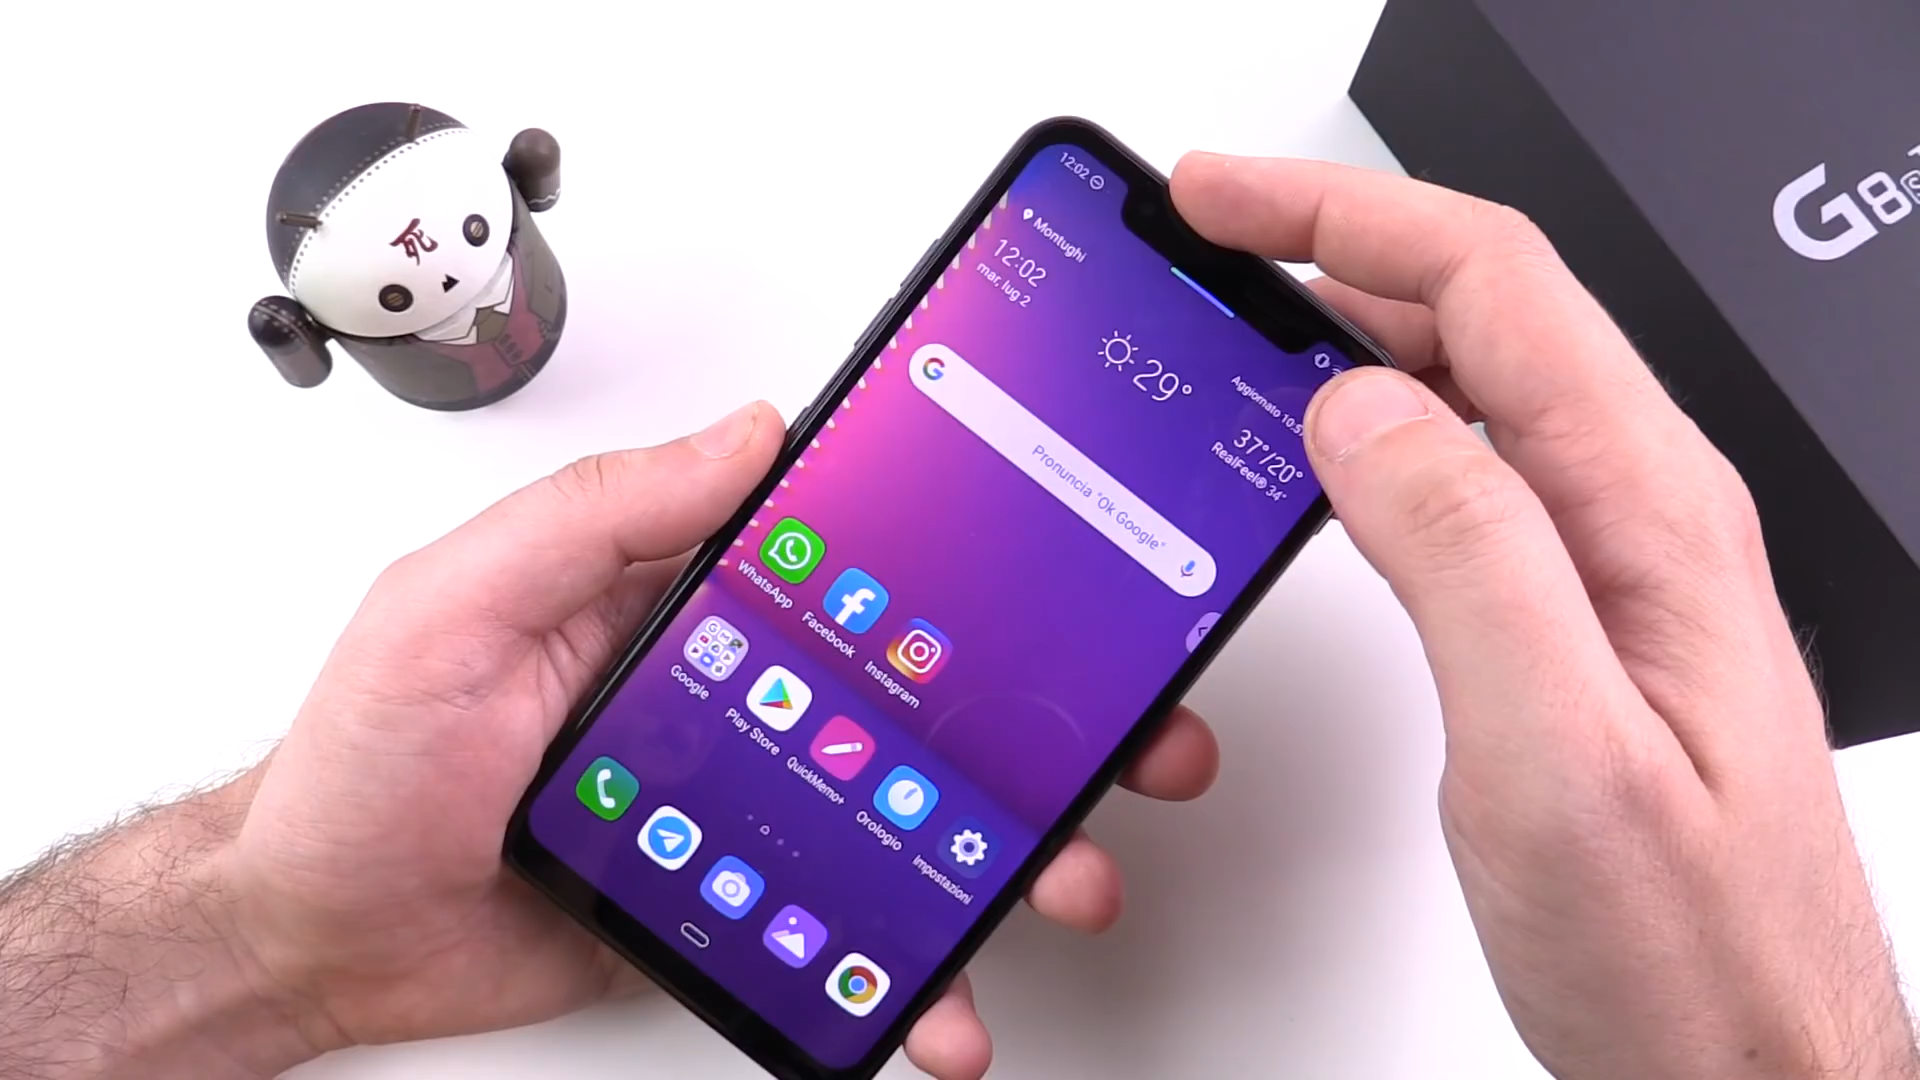 12:02
Montughi
12:02
mar, lug 2
29°
Aggiornato 10:5
37°/20°
RealFeel® 34°
Pronuncia "Ok Google"
WhatsApp
Facebook
Instagram
Google
Play Store
QuickMemo+
Orologio
Impostazioni
死
G8